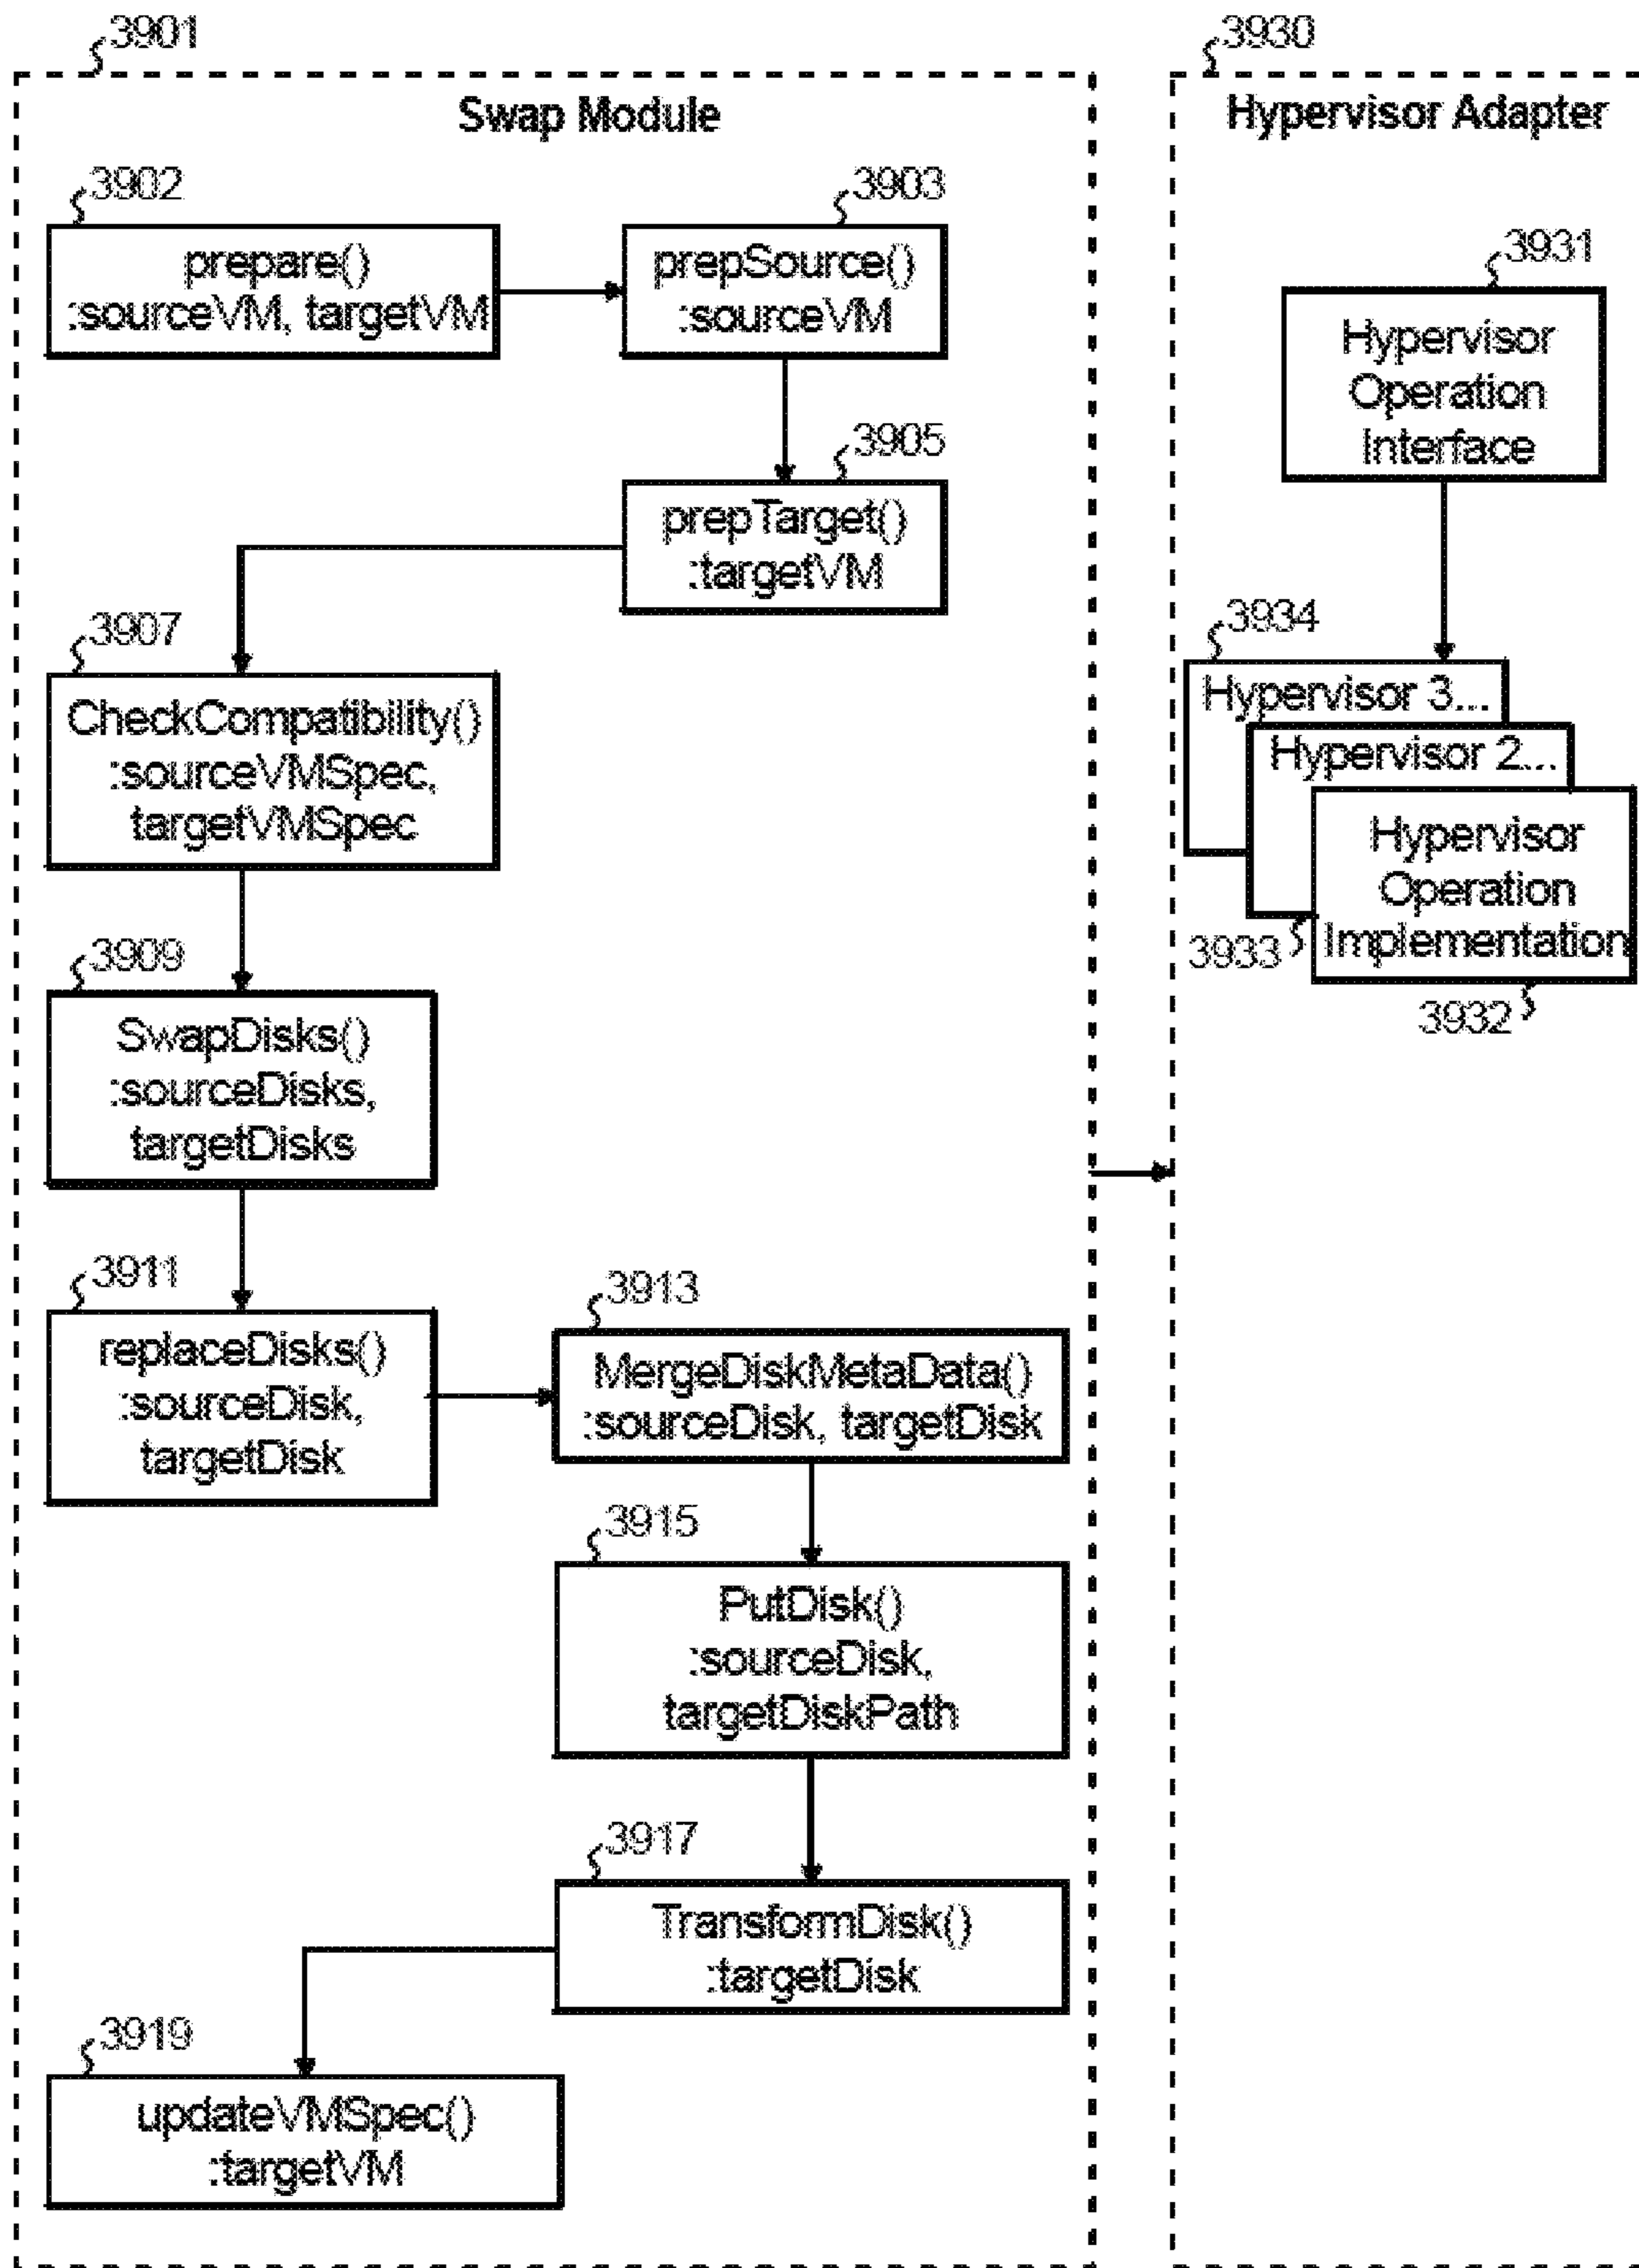 3901
Swap Module
3902
prepare()
:sourceVM, targetVM
3903
prepSource()
:sourceVM
3905
prepTarget()
:targetVM
3907
CheckCompatibility()
:sourceVMSpec,
targetVMSpec
3909
SwapDisks()
:sourceDisks,
targetDisks
3911
replaceDisks()
:sourceDisk,
targetDisk
3913
MergeDiskMetaData()
:sourceDisk, targetDisk
3915
PutDisk()
:sourceDisk,
targetDiskPath
3917
TransformDisk()
:targetDisk
3919
updateVMSpec()
:targetVM
3930
Hypervisor Adapter
3931
Hypervisor
Operation
Interface
3934
Hypervisor 3...
Hypervisor 2...
Hypervisor
Operation
Implementation
3933
3932